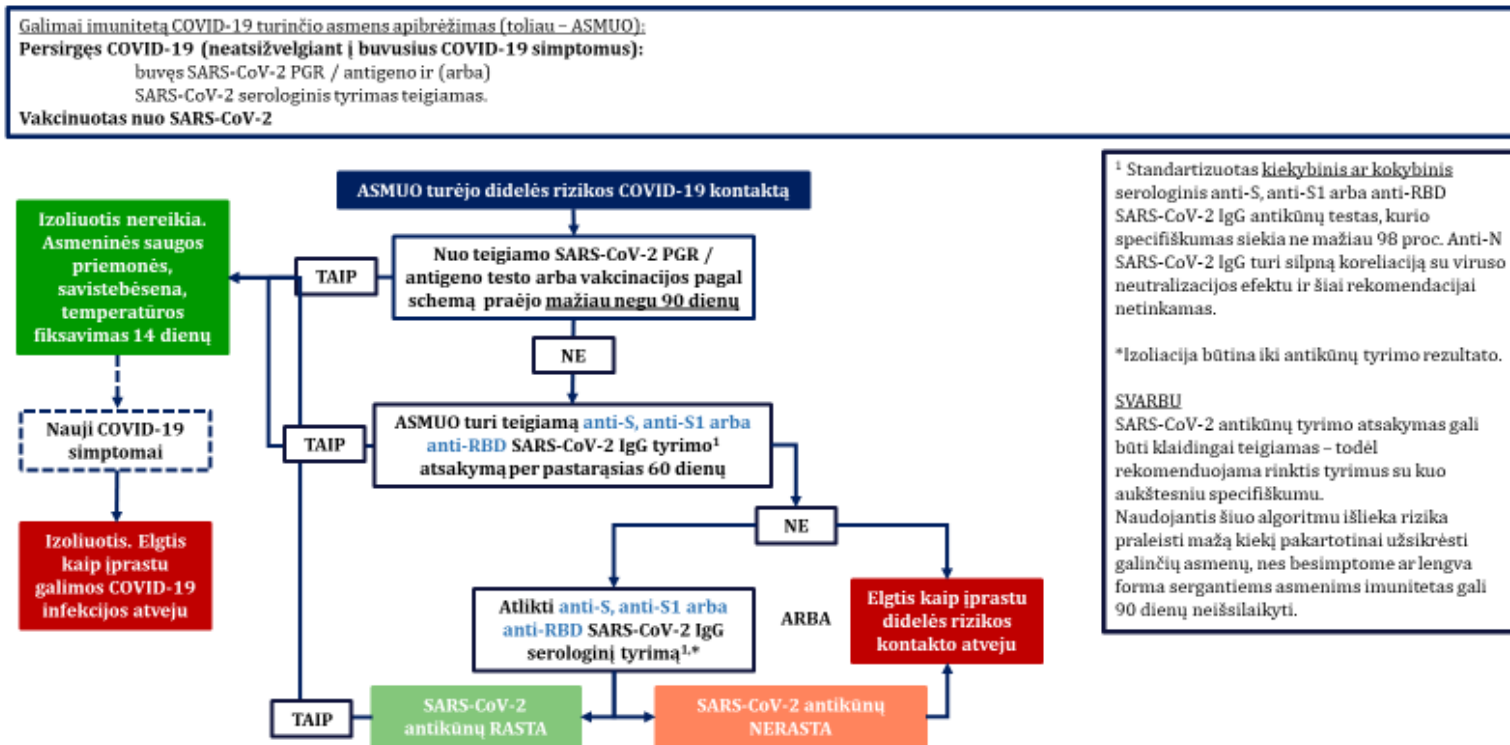 Galimai imunitetą COVID-19 turinčio asmens apibrėžimas (toliau – ASMUO):
Persirgęs COVID-19 (neatsižvelgiant į buvusius COVID-19 simptomus):
buvęs SARS-CoV-2 PGR / antigeno ir (arba)
SARS-CoV-2 serologinis tyrimas teigiamas.
Vakcinuotas nuo SARS-CoV-2
ASMUO turėjo didelės rizikos COVID-19 kontaktą
Izoliuotis nereikia.
Asmeninės saugos
priemonės,
savistebėsena,
temperatūros
fiksavimas 14 dienų
TAIP
Nuo teigiamo SARS-CoV-2 PGR /
antigeno testo arba vakcinacijos pagal
schemą praėjo mažiau negu 90 dienų
NE
Nauji COVID-19
simptomai
TAIP
ASMUO turi teigiamą anti-S, anti-S1 arba
anti-RBD SARS-CoV-2 IgG tyrimo¹
atsakymą per pastarąsias 60 dienų
NE
Izoliuotis. Elgtis
kaip įprastu
galimos COVID-19
infekcijos atveju
Atlikti anti-S, anti-S1 arba
anti-RBD SARS-CoV-2 IgG
serologinį tyrimą¹,*
ARBA
Elgtis kaip įprastu
didelės rizikos
kontakto atveju
TAIP
SARS-CoV-2
antikūnų RASTA
SARS-CoV-2 antikūnų
NERASTA
¹ Standartizuotas kiekybinis ar kokybinis
serologinis anti-S, anti-S1 arba anti-RBD
SARS-CoV-2 IgG antikūnų testas, kurio
specifiškumas siekia ne mažiau 98 proc. Anti-N
SARS-CoV-2 IgG turi silpną koreliaciją su viruso
neutralizacijos efektu ir šiai rekomendacijai
netinkamas.
*Izoliacija būtina iki antikūnų tyrimo rezultato.
SVARBU
SARS-CoV-2 antikūnų tyrimo atsakymas gali
būti klaidingai teigiamas – todėl
rekomenduojama rinktis tyrimus su kuo
aukštesniu specifiškumu.
Naudojantis šiuo algoritmu išlieka rizika
praleisti mažą kiekį pakartotinai užsikrėsti
galinčių asmenų, nes besimptome ar lengva
forma sergantiems asmenims imunitetas gali
90 dienų neišsilaikyti.